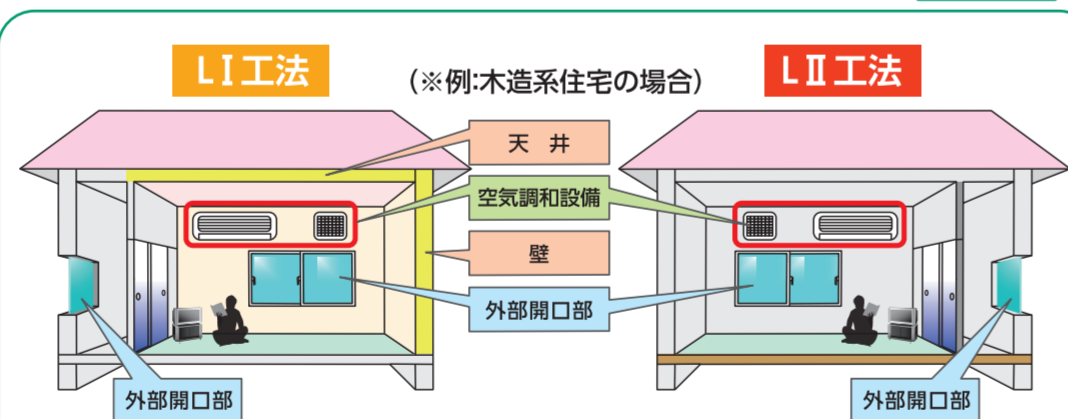 LⅠ工法
(※例:木造系住宅の場合)
LⅡ工法
天 井
空気調和設備
壁
外部開口部
外部開口部
外部開口部